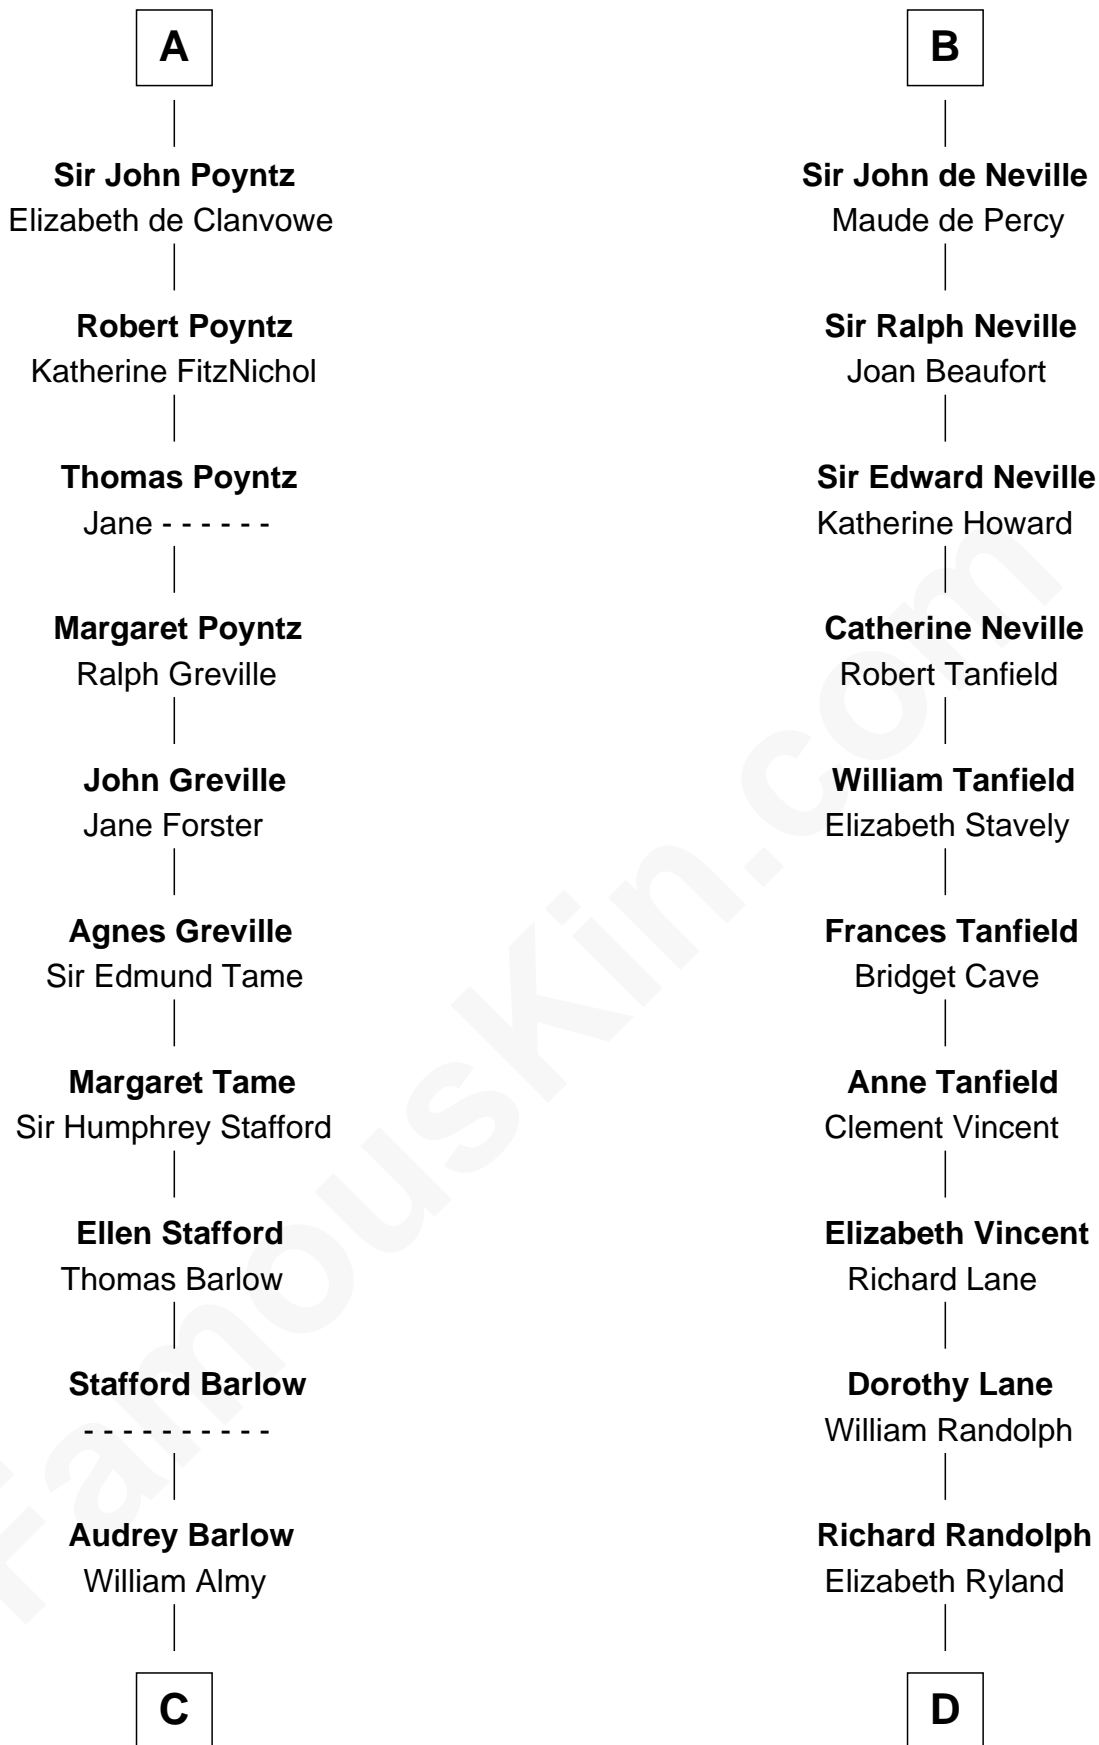 A
Sir John Poyntz
Elizabeth de Clanvowe
Robert Poyntz
Katherine FitzNichol
Thomas Poyntz
Jane - - - - - -
Margaret Poyntz
Ralph Greville
John Greville
Jane Forster
Agnes Greville
Sir Edmund Tame
Margaret Tame
Sir Humphrey Stafford
Ellen Stafford
Thomas Barlow
Stafford Barlow
- - - - - - - - - -
Audrey Barlow
William Almy
C
B
Sir John de Neville
Maude de Percy
Sir Ralph Neville
Joan Beaufort
Sir Edward Neville
Katherine Howard
Catherine Neville
Robert Tanfield
William Tanfield
Elizabeth Stavely
Frances Tanfield
Bridget Cave
Anne Tanfield
Clement Vincent
Elizabeth Vincent
Richard Lane
Dorothy Lane
William Randolph
Richard Randolph
Elizabeth Ryland
D
FamousKin.com